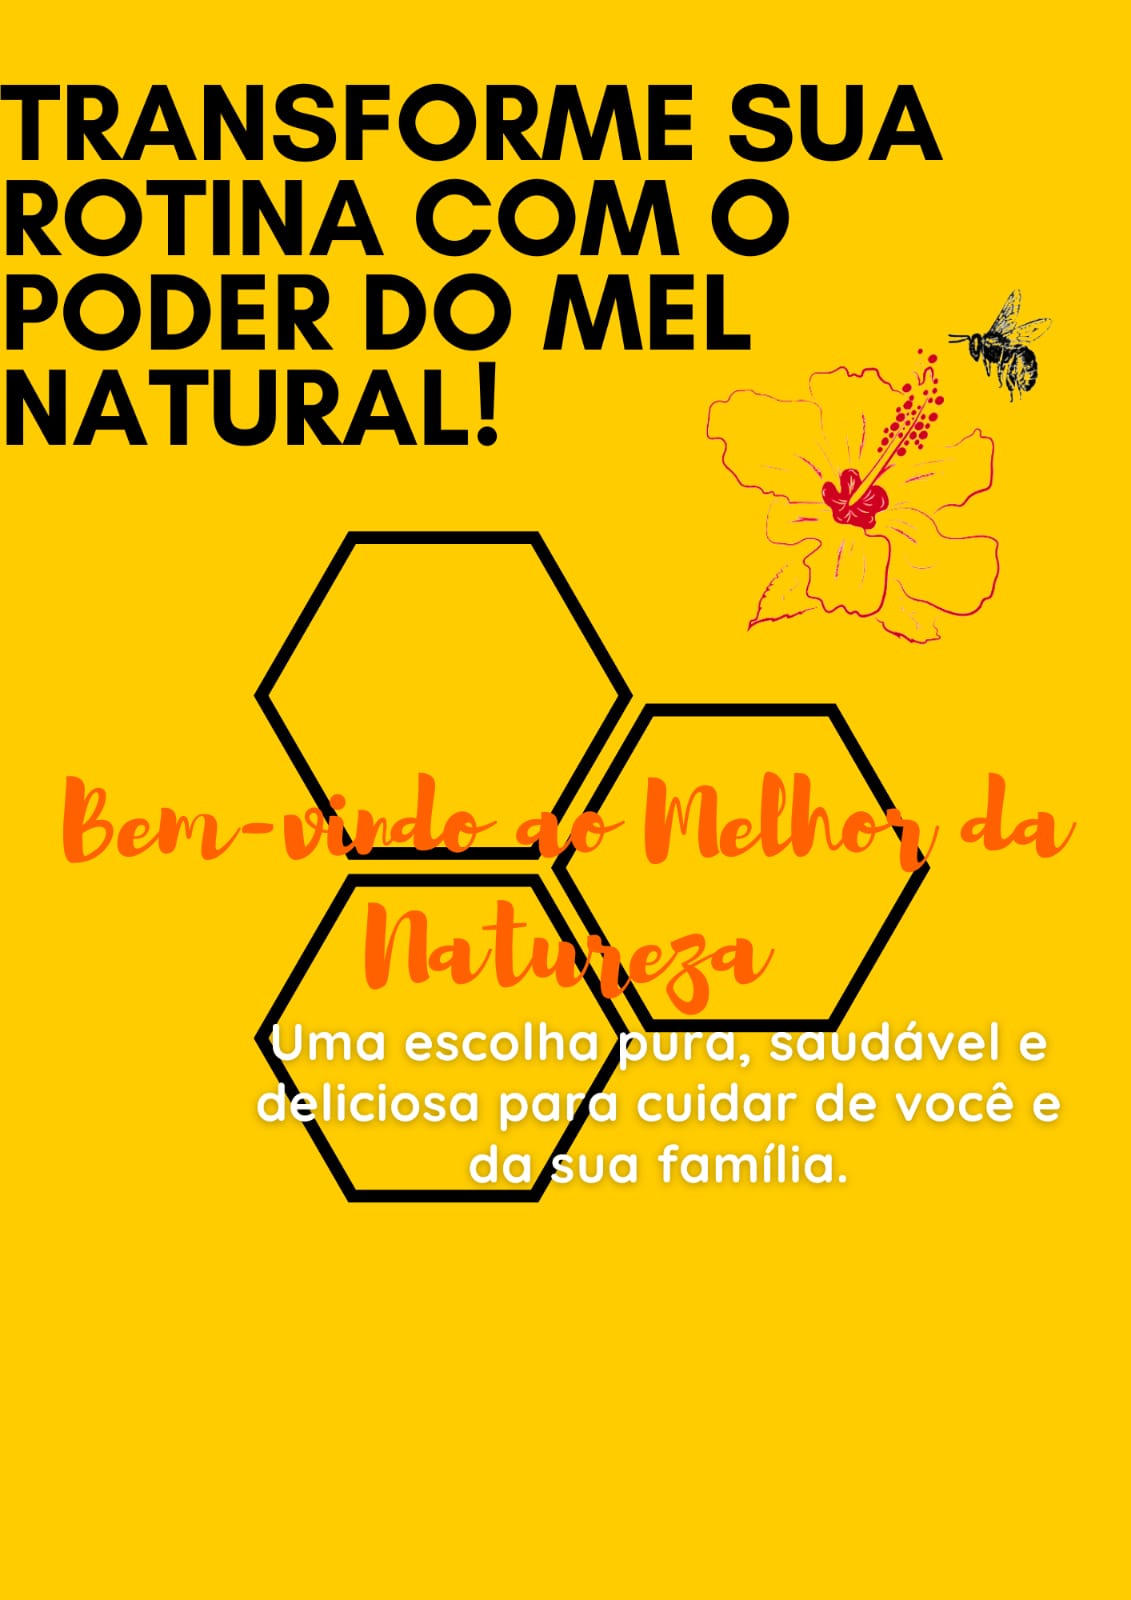 TRANSFORME SUA
ROTINA COM O
PODER DO MEL
NATURAL!
Bem-vindo ao Melhor da
Natureza
Uma escolha pura, saudável e
deliciosa para cuidar de você e
da sua família.